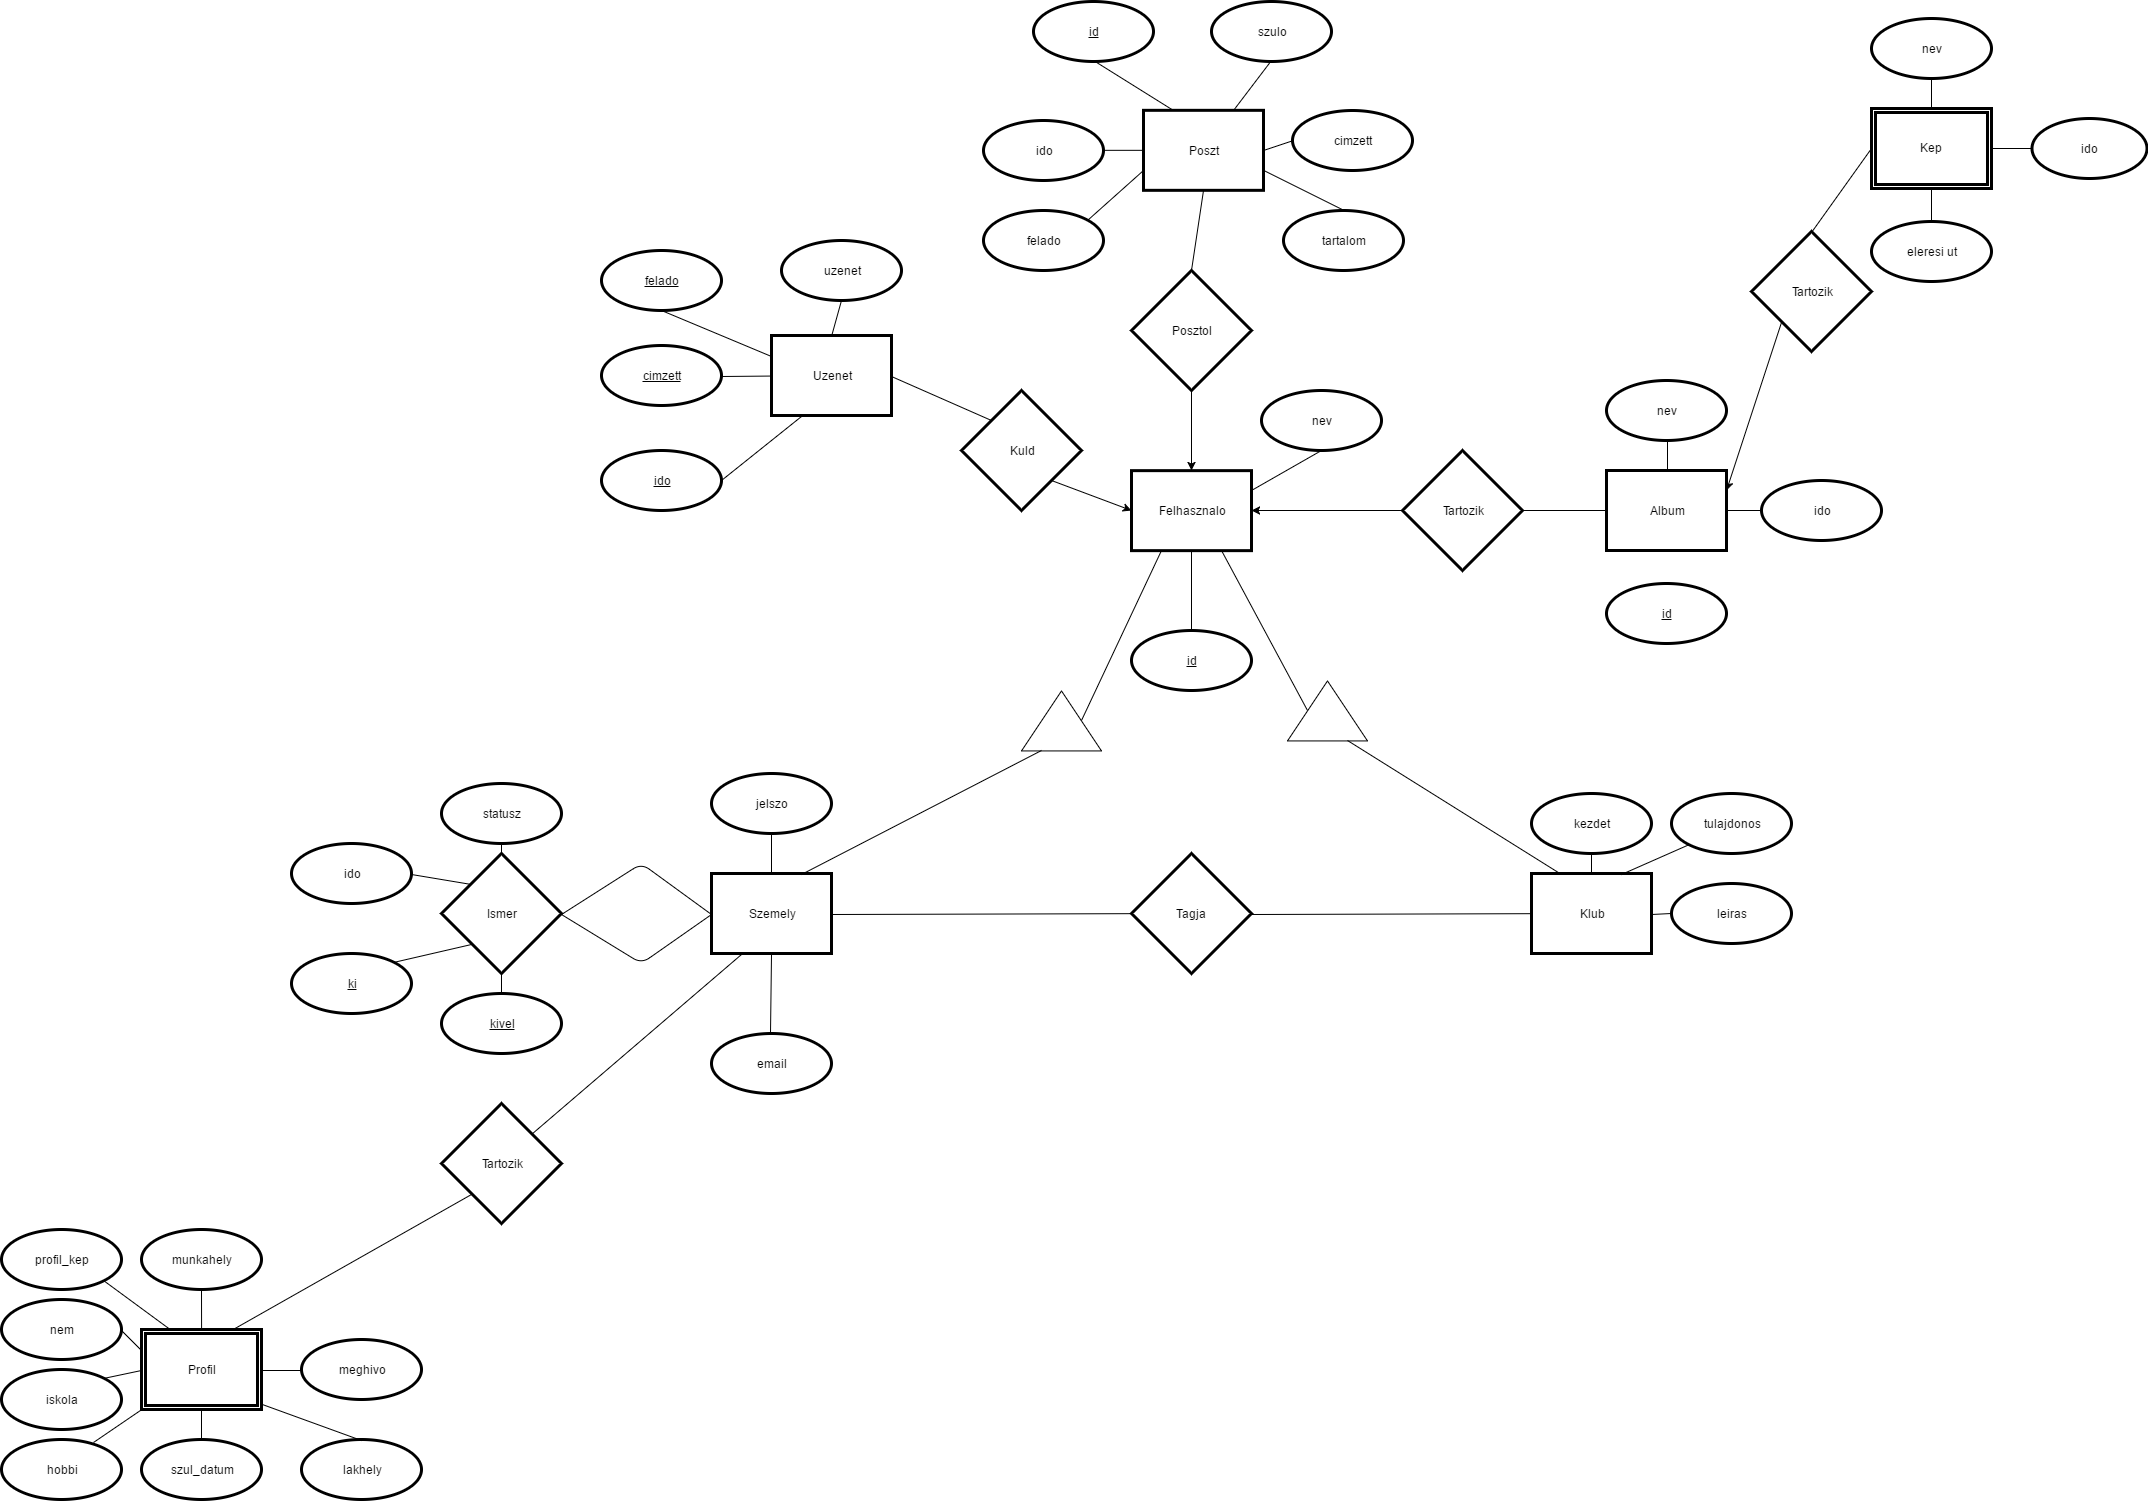 id
szulo
nev
ido
Poszt
cimzett
Kep
ido
felado
tartalom
eleresi ut
felado
uzenet
Tartozik
Posztol
cimzett
Uzenet
nev
nev
Kuld
ido
Felhasznalo
Tartozik
Album
ido
id
id
jelszo
statusz
kezdet
tulajdonos
ido
Ismer
Szemely
Tagja
Klub
leiras
ki
kivel
email
Tartozik
profil_kep
munkahely
nem
Profil
meghivo
iskola
hobbi
szul_datum
lakhely